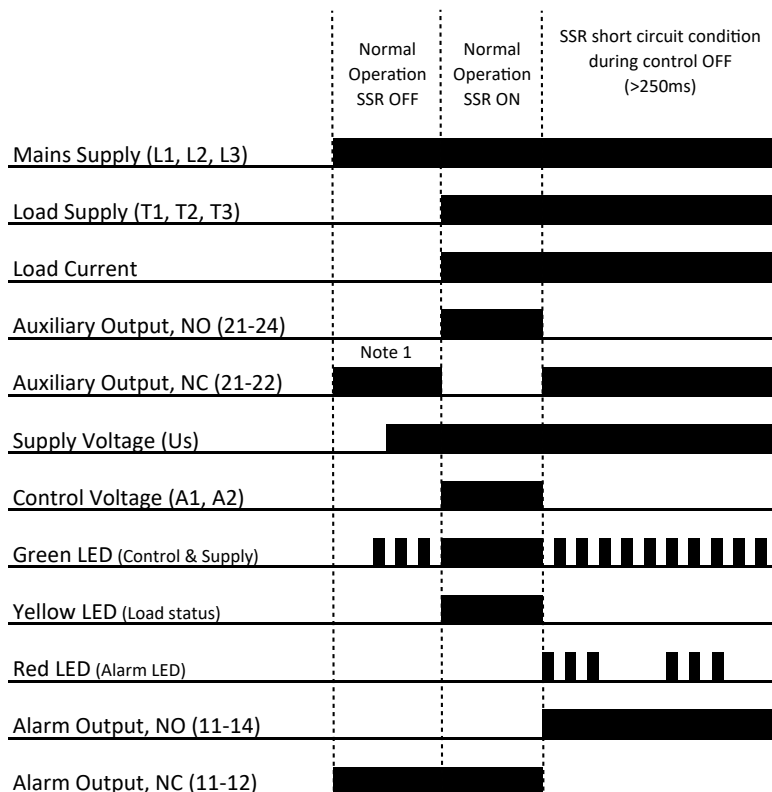 Normal
Operation
SSR OFF
Normal
Operation
SSR ON
SSR short circuit condition
during control OFF
(>250ms)
Mains Supply (L1, L2, L3)
Load Supply (T1, T2, T3)
Load Current
Auxiliary Output, NO (21-24)
Note 1
Auxiliary Output, NC (21-22)
Supply Voltage (Us)
Control Voltage (A1, A2)
Green LED (Control & Supply)
Yellow LED (Load status)
Red LED (Alarm LED)
Alarm Output, NO (11-14)
Alarm Output, NC (11-12)